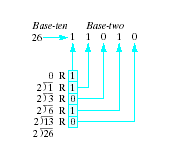 Base-ten Base-two
26 1 1 0 1 0
0 R 1
2)1 R 1
2)3 R 0
2)6 R 1
2)13 R 0
2)26